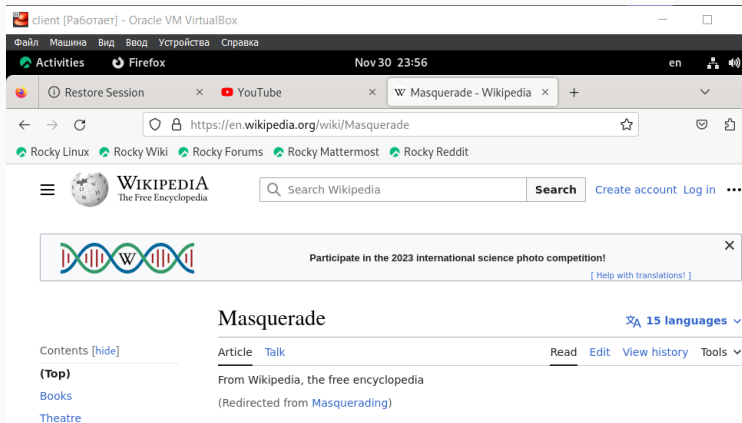 client [Работает] - Oracle VM VirtualBox
Файл Машина Вид Ввод Устройства Справка
Activities Firefox Nov 30 23:56 en
Restore Session YouTube W Masquerade - Wikipedia
https://en.wikipedia.org/wiki/Masquerade
Rocky Linux Rocky Wiki Rocky Forums Rocky Mattermost Rocky Reddit
WIKIPEDIA
The Free Encyclopedia
Search Wikipedia Search Create account Log in
W Participate in the 2023 international science photo competition!
[ Help with translations! ]
Masquerade 15 languages
Contents [hide] Article Talk Read Edit View history Tools
(Top) From Wikipedia, the free encyclopedia
Books (Redirected from Masquerading)
Theatre